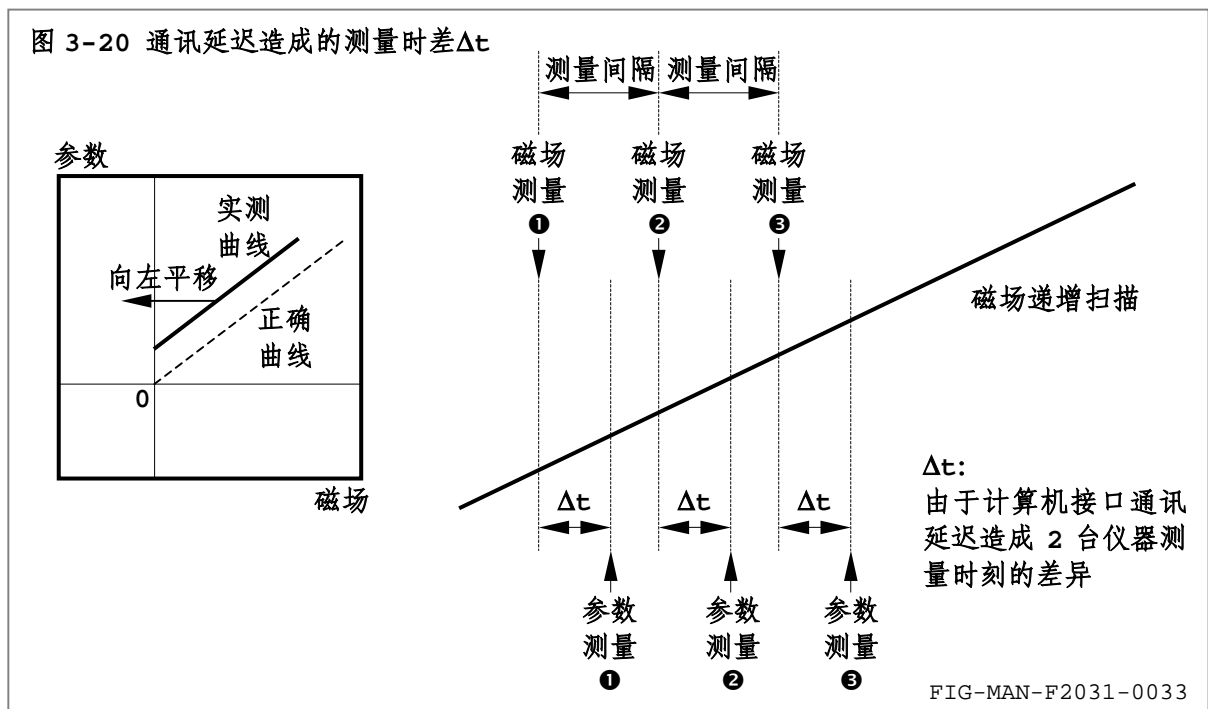 图 3-20 通讯延迟造成的测量时差Δt
参数
实测
曲线
向左平移
正确
曲线
0
磁场
测量间隔
测量间隔
磁场
测量
❶
磁场
测量
❷
磁场
测量
❸
磁场递增扫描
Δt
Δt
Δt
参数
测量
❶
参数
测量
❷
参数
测量
❸
Δt:
由于计算机接口通讯
延迟造成 2 台仪器测
量时刻的差异
FIG-MAN-F2031-0033